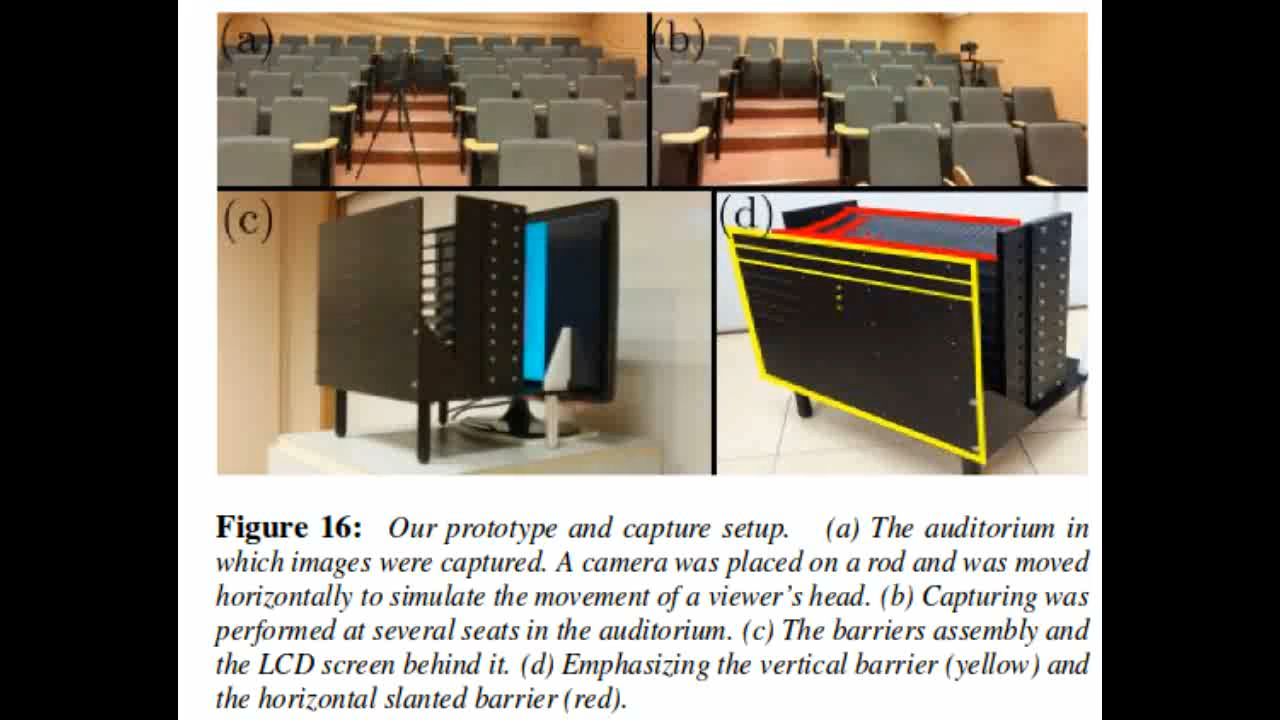 (a)
(b)
(c)
(d)
Figure 16: Our prototype and capture setup. (a) The auditorium in
which images were captured. A camera was placed on a rod and was moved
horizontally to simulate the movement of a viewer's head. (b) Capturing was
performed at several seats in the auditorium. (c) The barriers assembly and
the LCD screen behind it. (d) Emphasizing the vertical barrier (yellow) and
the horizontal slanted barrier (red).